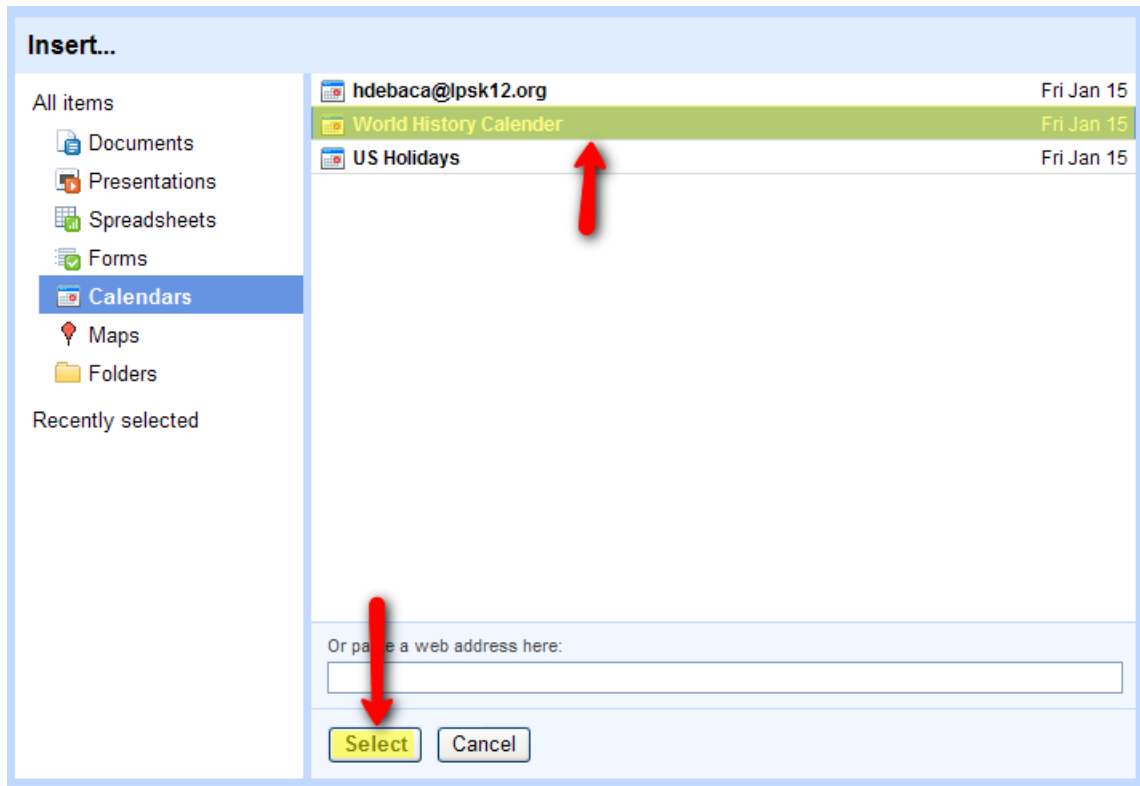 Insert...
All items
Documents
Presentations
Spreadsheets
Forms
Calendars
Maps
Folders
Recently selected
hdebaca@lpsk12.org Fri Jan 15
World History Calender Fri Jan 15
US Holidays Fri Jan 15
Or paste a web address here:
Select Cancel